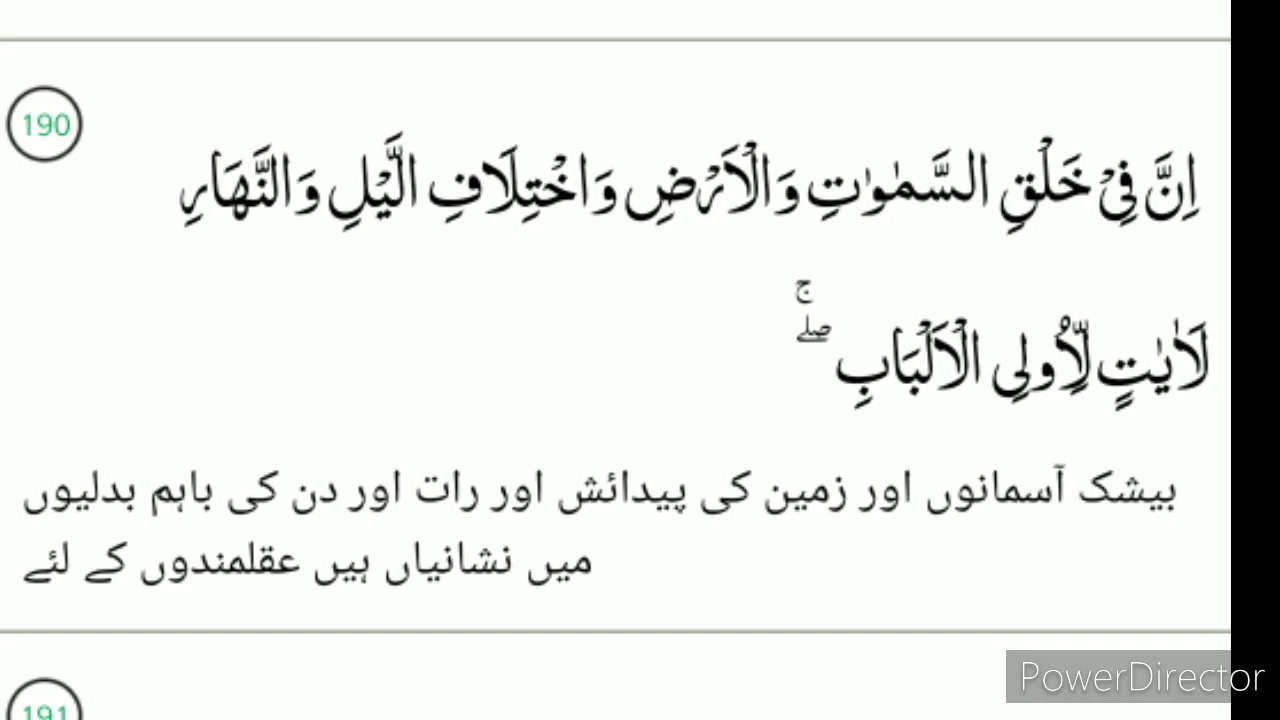 190
اِنَّ فِيْ خَلْقِ السَّمٰوٰتِ وَالْاَرْضِ وَاخْتِلَافِ الَّيْلِ وَالنَّهَارِ
لَاٰيٰتٍ لِّاُولِي الْاَلْبَابِ ۚۖ
بیشک آسمانوں اور زمین کی پیدائش اور رات اور دن کی باہم بدلیوں
میں نشانیاں ہیں عقلمندوں کے لئے
191
PowerDirector